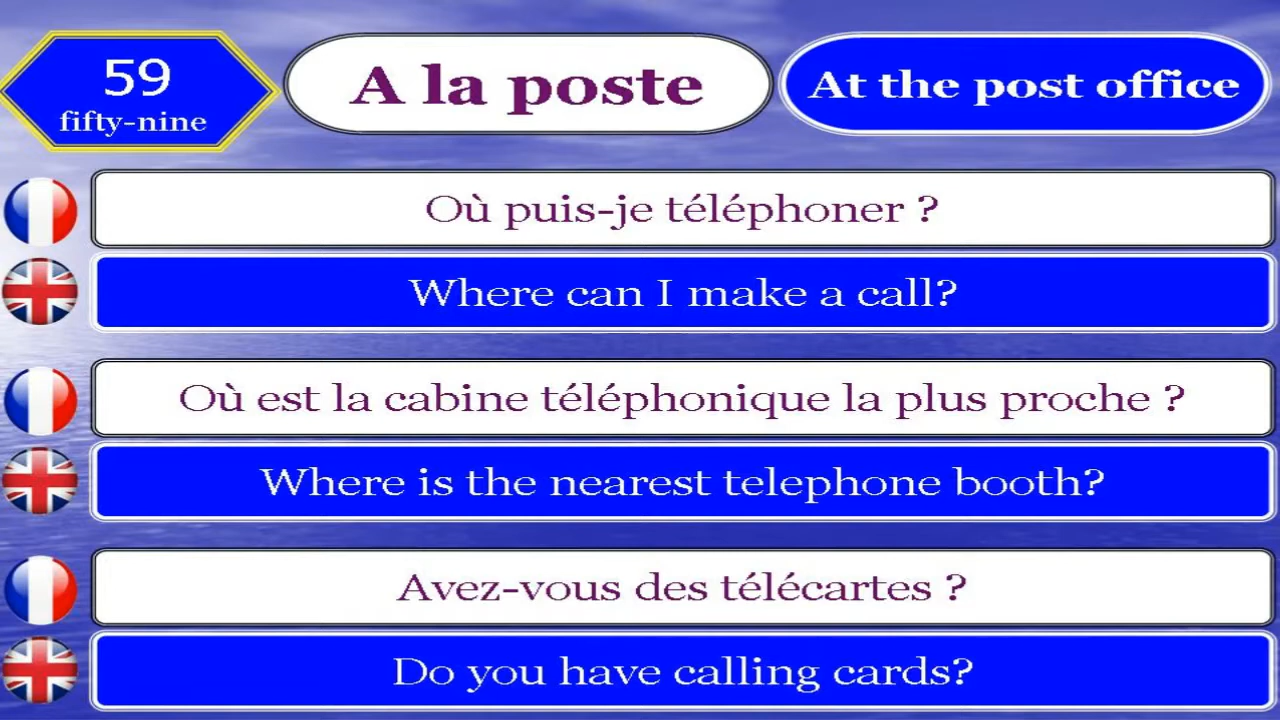 59
fifty-nine
A la poste
At the post office
Où puis-je téléphoner ?
Where can I make a call?
Où est la cabine téléphonique la plus proche ?
Where is the nearest telephone booth?
Avez-vous des télécartes ?
Do you have calling cards?